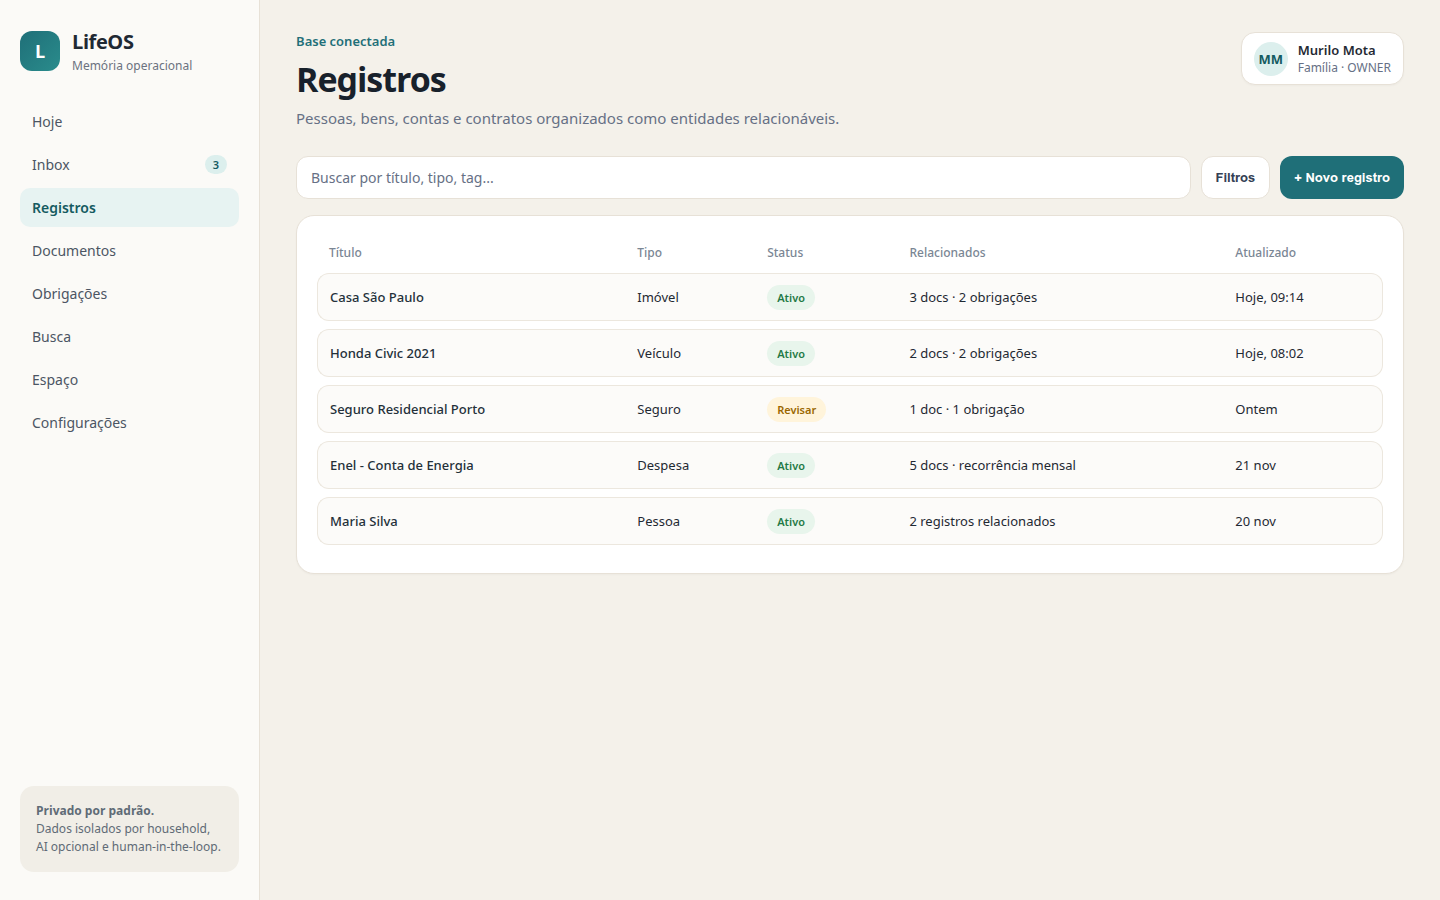 L
LifeOS
Memória operacional
Hoje
Inbox 3
Registros
Documentos
Obrigações
Busca
Espaço
Configurações
Privado por padrão.
Dados isolados por household,
AI opcional e human-in-the-loop.
Base conectada
Registros
Pessoas, bens, contas e contratos organizados como entidades relacionáveis.
MM
Murilo Mota
Família · OWNER
Buscar por título, tipo, tag...
Filtros
+ Novo registro
Título Tipo Status Relacionados Atualizado
Casa São Paulo Imóvel Ativo 3 docs · 2 obrigações Hoje, 09:14
Honda Civic 2021 Veículo Ativo 2 docs · 2 obrigações Hoje, 08:02
Seguro Residencial Porto Seguro Revisar 1 doc · 1 obrigação Ontem
Enel - Conta de Energia Despesa Ativo 5 docs · recorrência mensal 21 nov
Maria Silva Pessoa Ativo 2 registros relacionados 20 nov